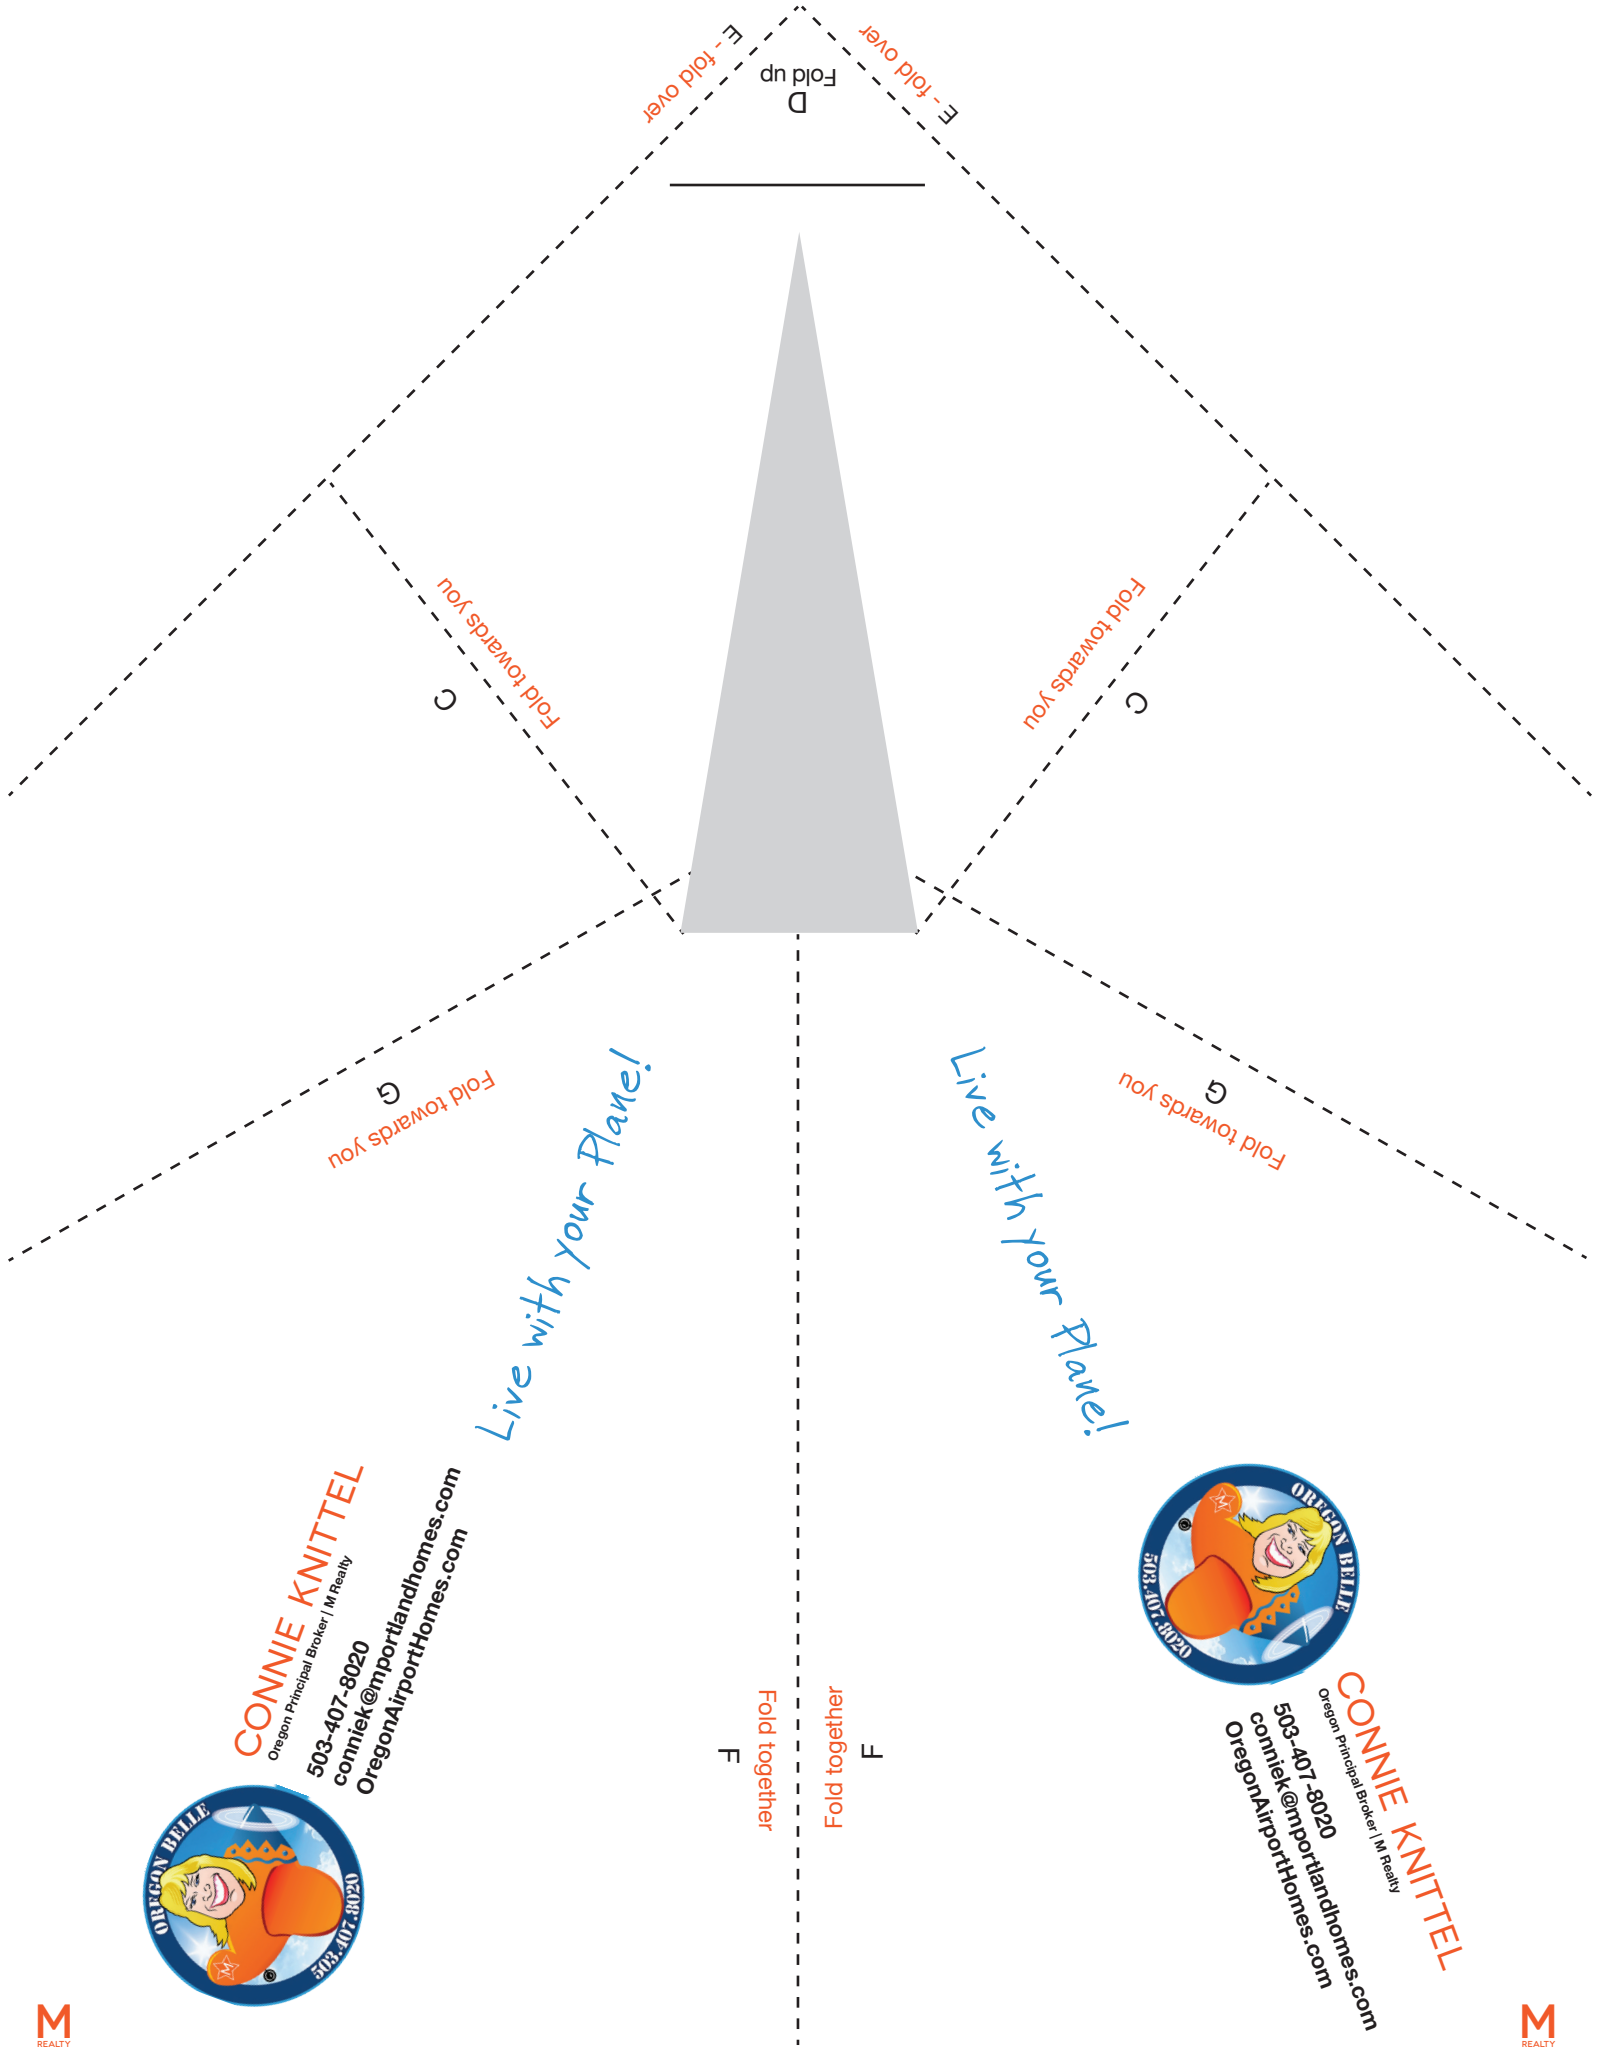 E - fold over
E - fold over
Fold up
D
Fold towards you
C
Fold towards you
C
G
Fold towards you
G
Fold towards you
Live with your Plane!
Live with your Plane!
CONNIE KNITTEL
Oregon Principal Broker | M Realty
503-407-8020
conniek@mportlandhomes.com
OregonAirportHomes.com
OREGON BELLE
503.407.8020
M
F
Fold together
Fold together
F
OREGON BELLE
503.407.8020
M
CONNIE KNITTEL
Oregon Principal Broker | M Realty
503-407-8020
conniek@mportlandhomes.com
OregonAirportHomes.com
M
REALTY
M
REALTY